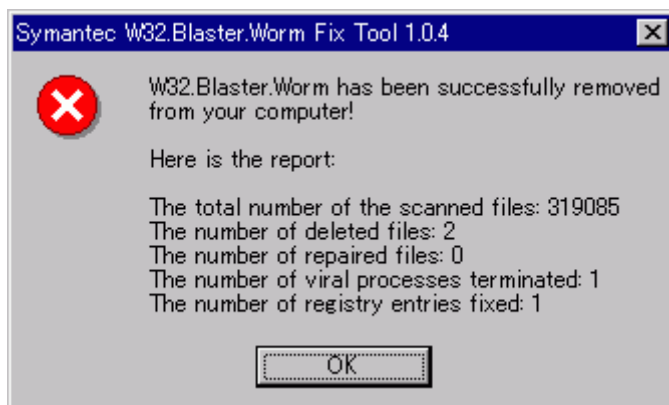 Symantec W32.Blaster.Worm Fix Tool 1.0.4
W32.Blaster.Worm has been successfully removed
from your computer!
Here is the report:
The total number of the scanned files: 319085
The number of deleted files: 2
The number of repaired files: 0
The number of viral processes terminated: 1
The number of registry entries fixed: 1
OK